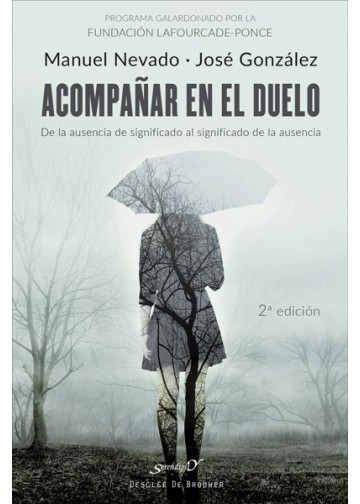 PROGRAMA GALARDONADO POR LA
FUNDACIÓN LAFOURCADE-PONCE
Manuel Nevado · José González
ACOMPAÑAR EN EL DUELO
De la ausencia de significado al significado de la ausencia
2ª edición
Serendipity
DESCLÉE DE BROUWER